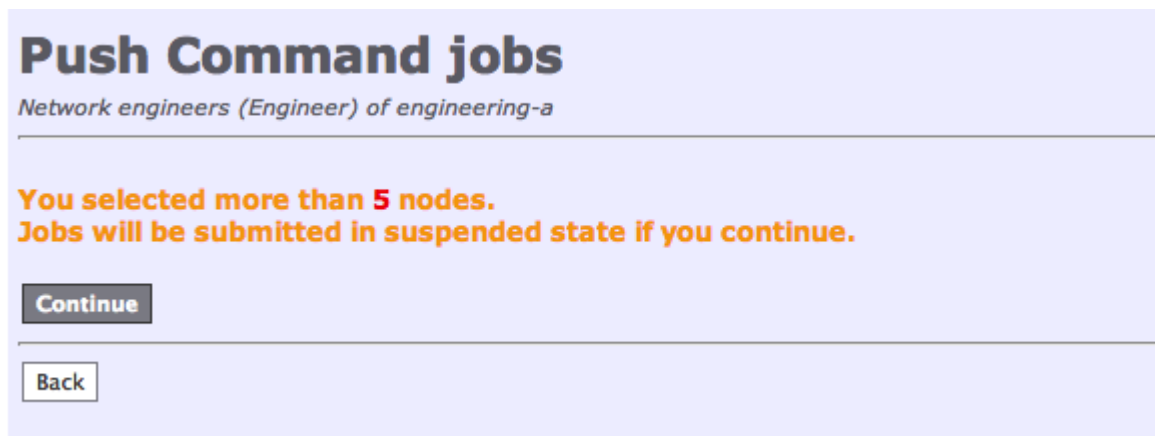 Push Command jobs
Network engineers (Engineer) of engineering-a
You selected more than 5 nodes.
Jobs will be submitted in suspended state if you continue.
Continue
Back